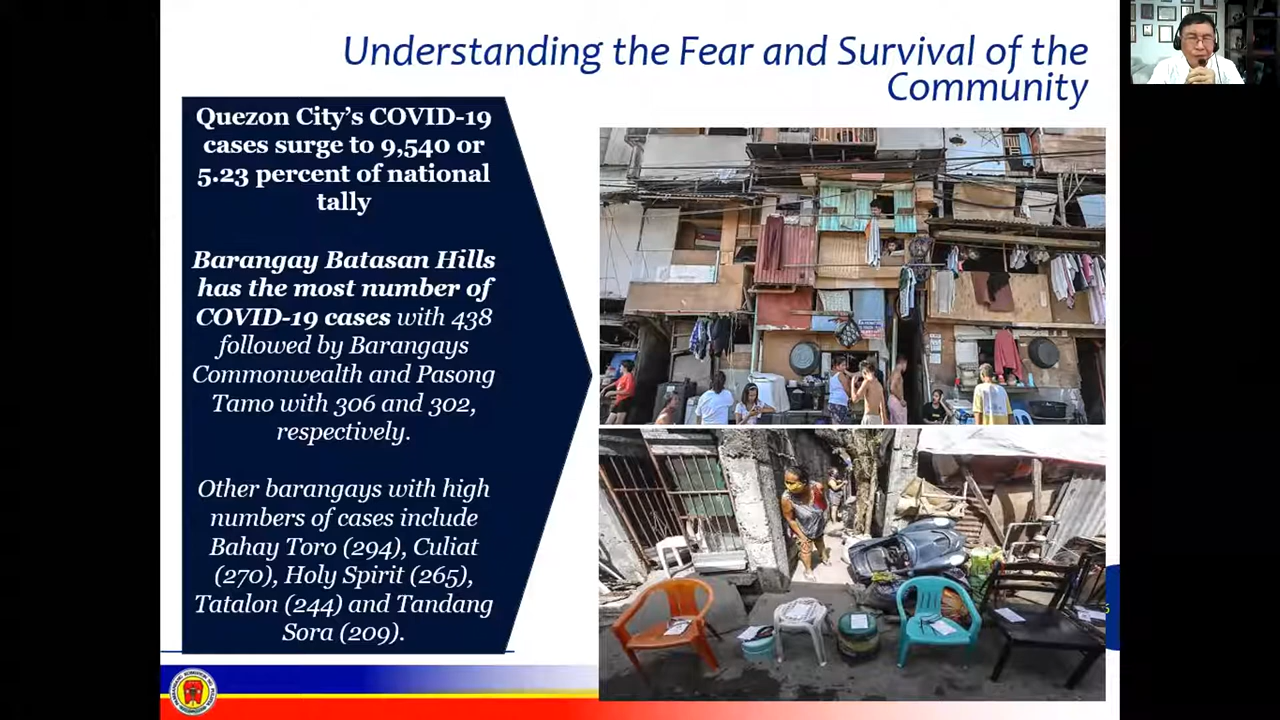 Understanding the Fear and Survival of the
Community
Quezon City’s COVID-19
cases surge to 9,540 or
5.23 percent of national
tally
Barangay Batasan Hills
has the most number of
COVID-19 cases with 438
followed by Barangays
Commonwealth and Pasong
Tamo with 306 and 302,
respectively.
Other barangays with high
numbers of cases include
Bahay Toro (294), Culiat
(270), Holy Spirit (265),
Tatalon (244) and Tandang
Sora (209).